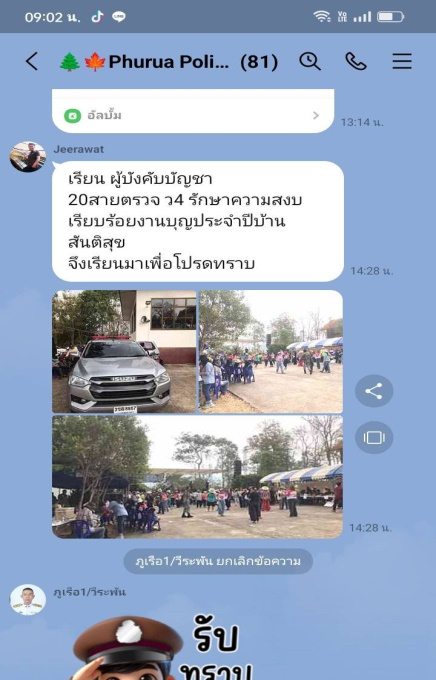 09:02 น.
Phurua Poli... (81)
อัลบั้ม
13:14 น.
Jeerawat
เรียน ผู้บังคับบัญชา
20สายตรวจ ว4 รักษาความสงบ
เรียบร้อยงานบุญประจำปีบ้าน
สันติสุข
จึงเรียนมาเพื่อโปรดทราบ
14:28 น.
ISUZU
14:28 น.
ภูเรือ1/วีระพัน ยกเลิกข้อความ
ภูเรือ1/วีระพัน
รับ
ทราบ